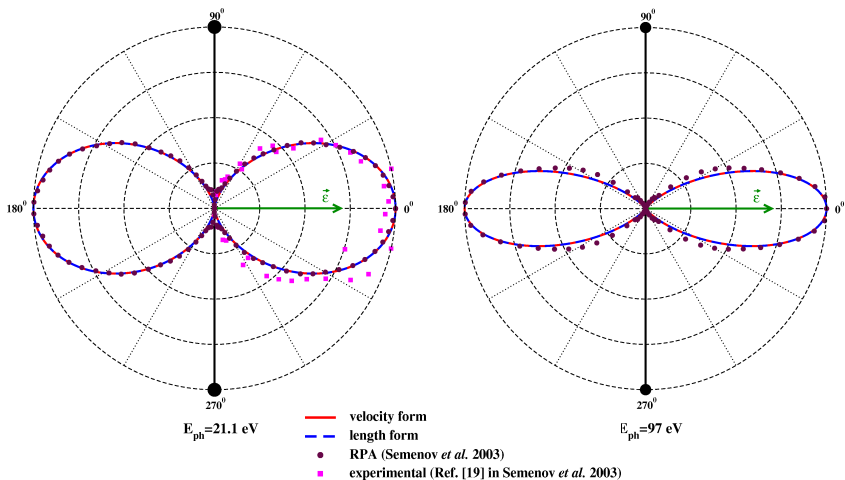 90⁰
90⁰
180⁰
ε⃗
0⁰
180⁰
ε⃗
0⁰
270⁰
270⁰
E_ph=21.1 eV
E_ph=97 eV
velocity form
length form
RPA (Semenov et al. 2003)
experimental (Ref. [19] in Semenov et al. 2003)